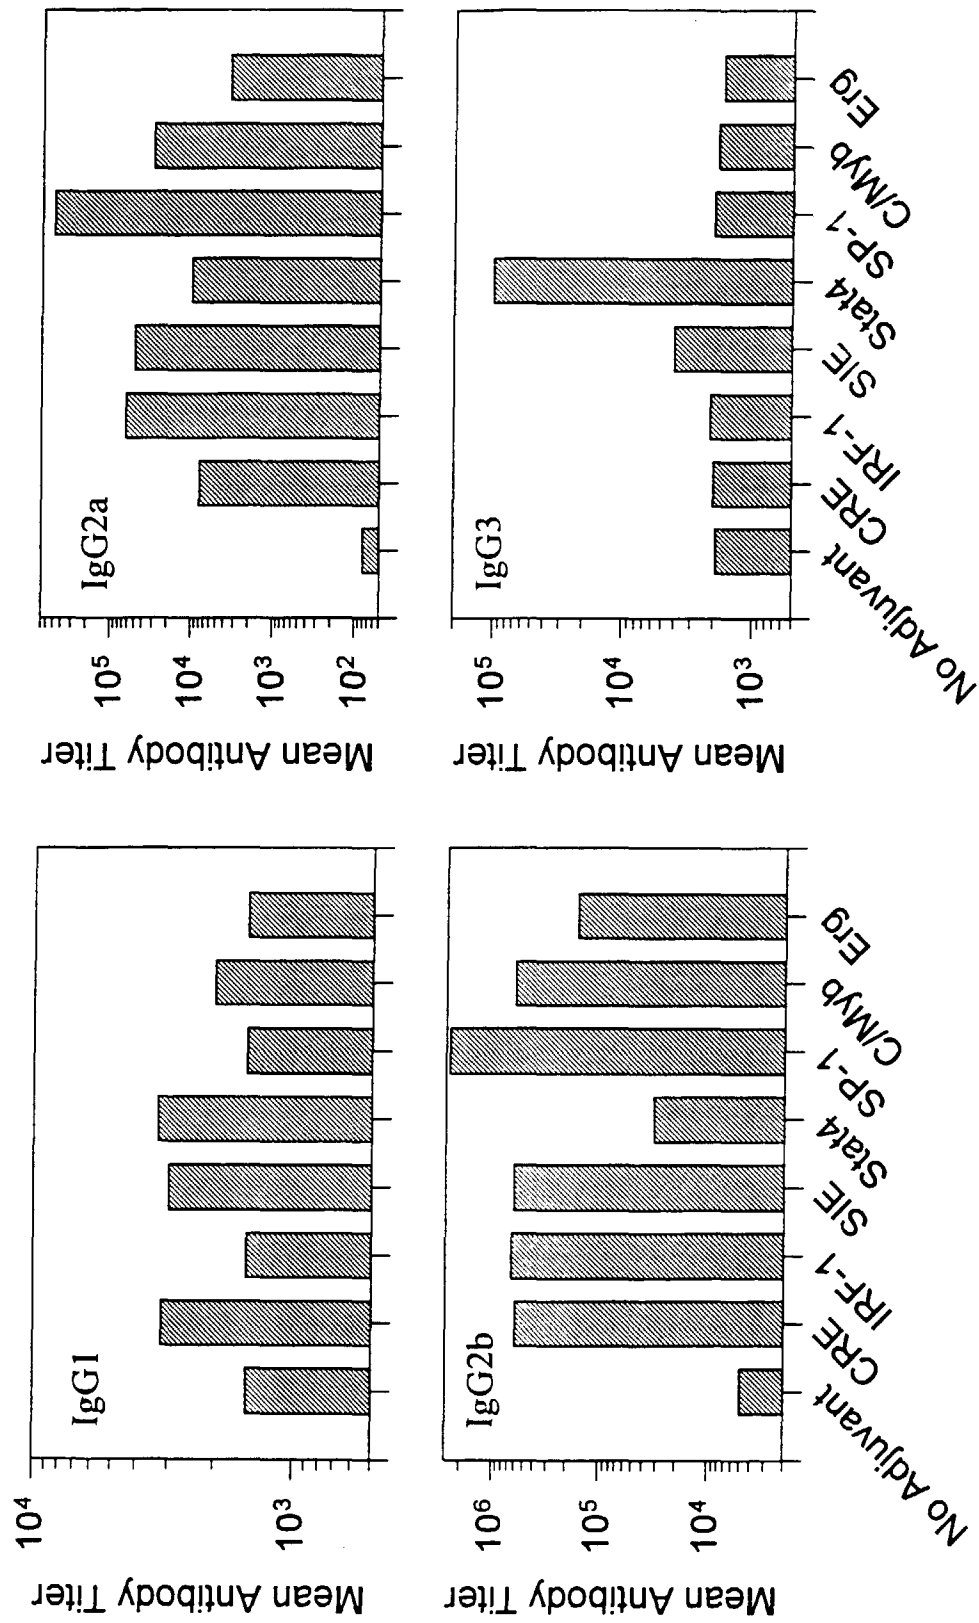 IgG1
Mean Antibody Titer
10⁴
10³
IgG2a
Mean Antibody Titer
10⁵
10⁴
10³
10²
IgG2b
Mean Antibody Titer
10⁶
10⁵
10⁴
No Adjuvant
CRE
IRF-1
SIE
Stat4
SP-1
C/Myb
Erg
IgG3
Mean Antibody Titer
10⁵
10⁴
10³
No Adjuvant
CRE
IRF-1
SIE
Stat4
SP-1
C/Myb
Erg